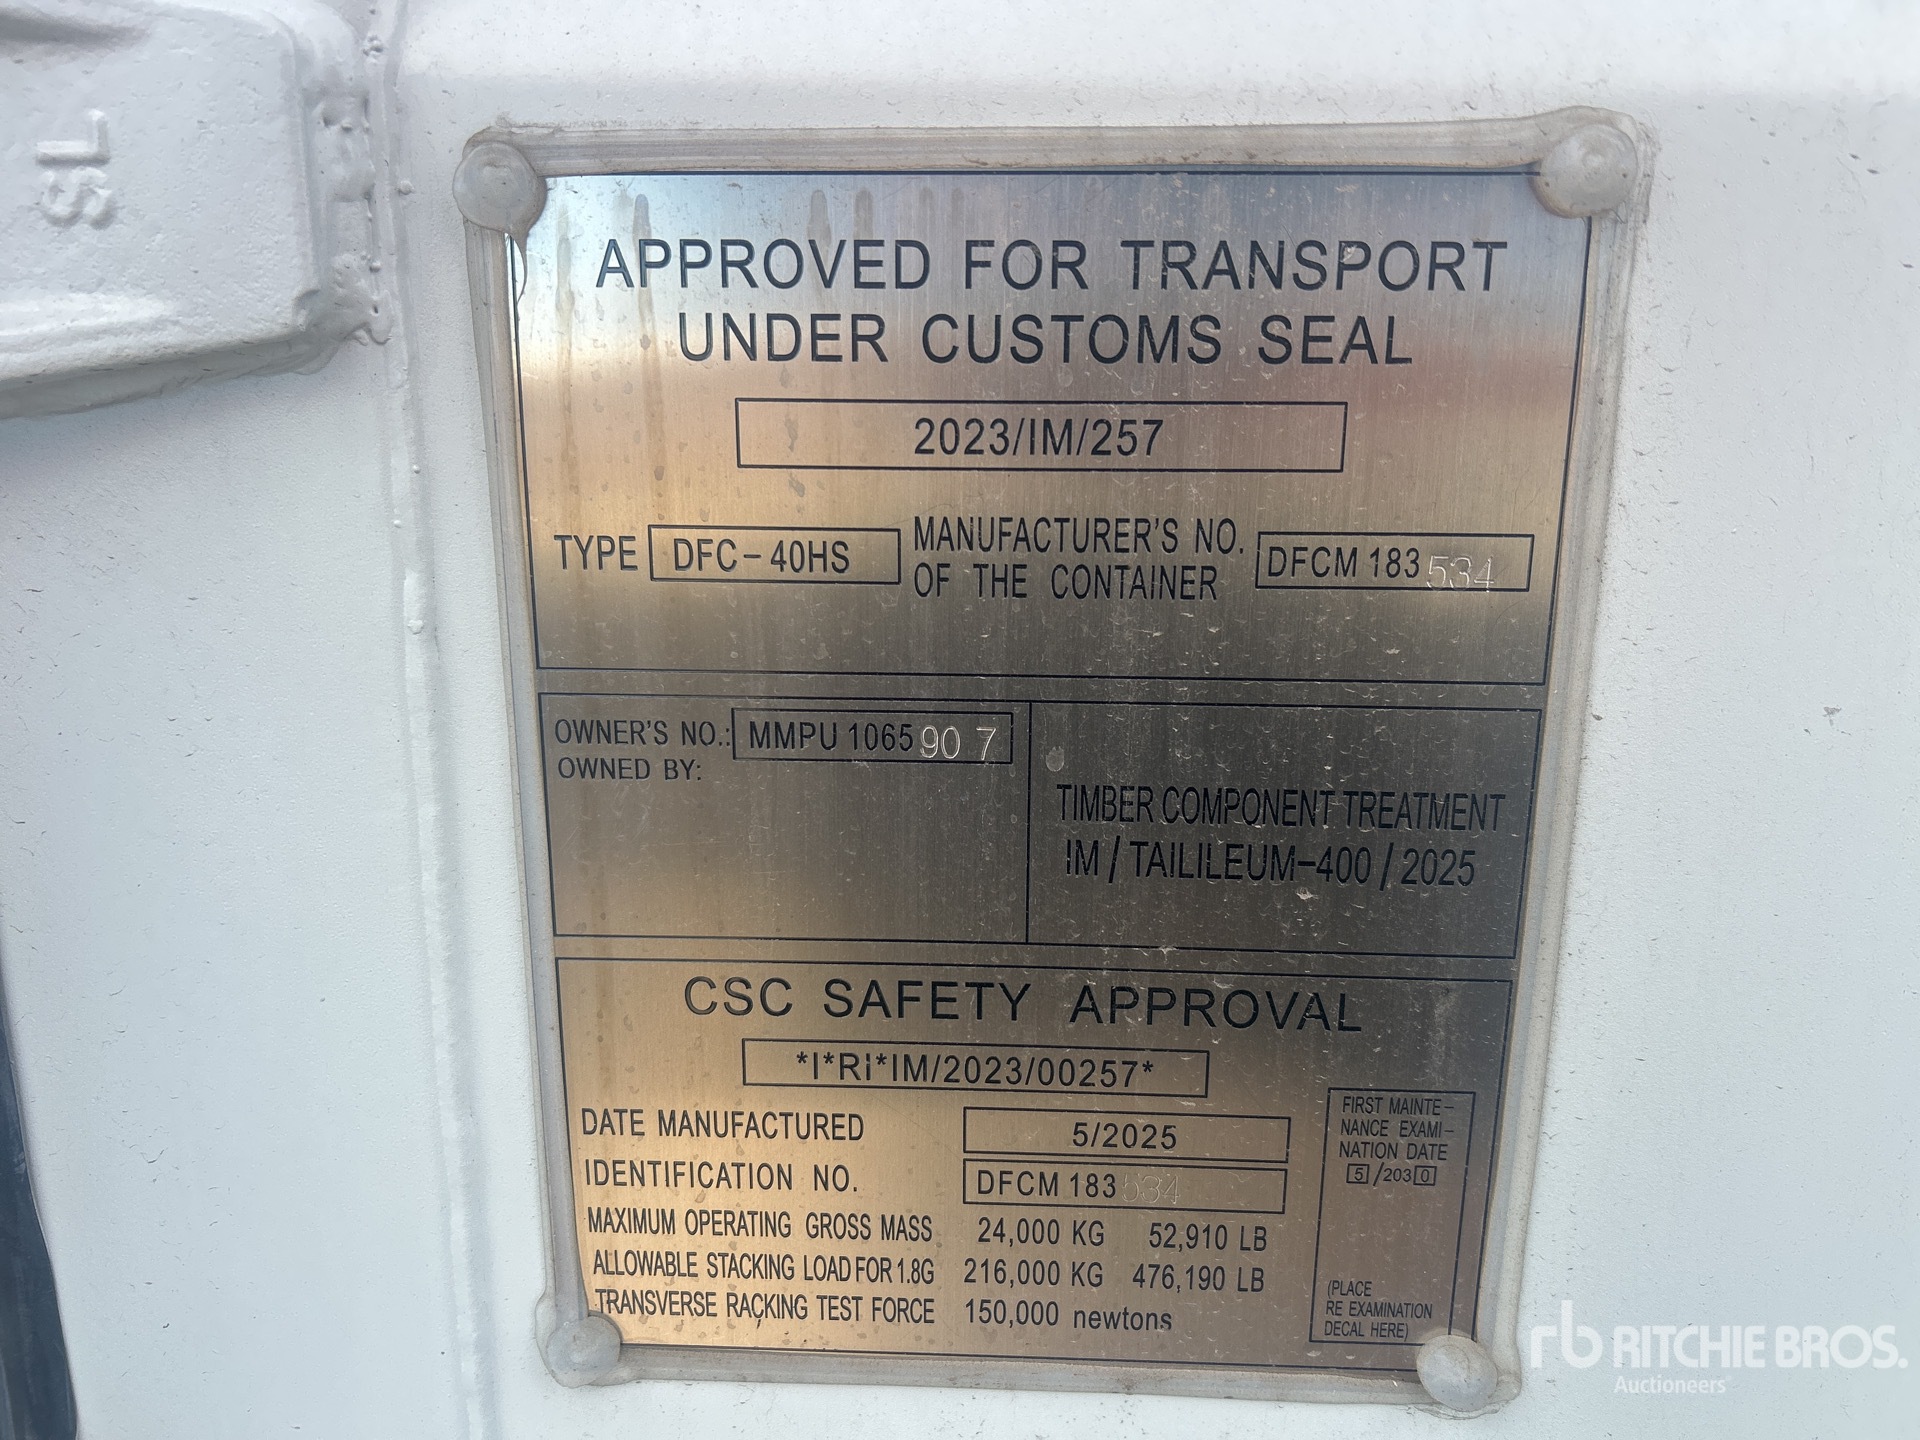 SL
APPROVED FOR TRANSPORT
UNDER CUSTOMS SEAL
2023/IM/257
TYPE DFC-40HS MANUFACTURER'S NO. OF THE CONTAINER DFCM 183534
OWNER'S NO.: MMPU 106590 7
OWNED BY:
TIMBER COMPONENT TREATMENT
IM/TAILILEUM-400/2025
CSC SAFETY APPROVAL
*I*RI*IM/2023/00257*
DATE MANUFACTURED 5/2025
IDENTIFICATION NO. DFCM 183534
MAXIMUM OPERATING GROSS MASS 24,000 KG 52,910 LB
ALLOWABLE STACKING LOAD FOR 1.8G 216,000 KG 476,190 LB
TRANSVERSE RACKING TEST FORCE 150,000 newtons
FIRST MAINTE-
NANCE EXAMI-
NATION DATE
5/2030
(PLACE
RE EXAMINATION
DECAL HERE)
rb RITCHIE BROS.
Auctioneers